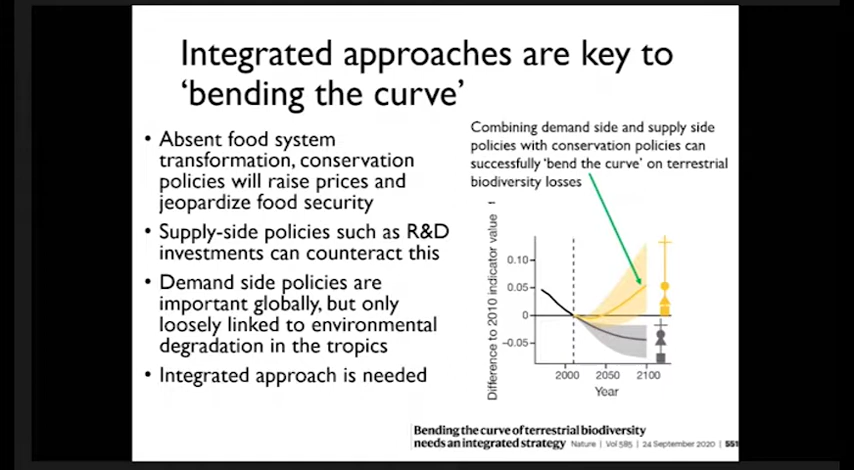 Integrated approaches are key to
‘bending the curve’
• Absent food system
transformation, conservation
policies will raise prices and
jeopardize food security
• Supply-side policies such as R&D
investments can counteract this
• Demand side policies are
important globally, but only
loosely linked to environmental
degradation in the tropics
• Integrated approach is needed
Combining demand side and supply side
policies with conservation policies can
successfully ‘bend the curve’ on terrestrial
biodiversity losses
Difference to 2010 indicator value
0.10
0.05
0
-0.05
2000 2050 2100
Year
Bending the curve of terrestrial biodiversity
needs an integrated strategy Nature | Vol 585 | 24 September 2020 | 551